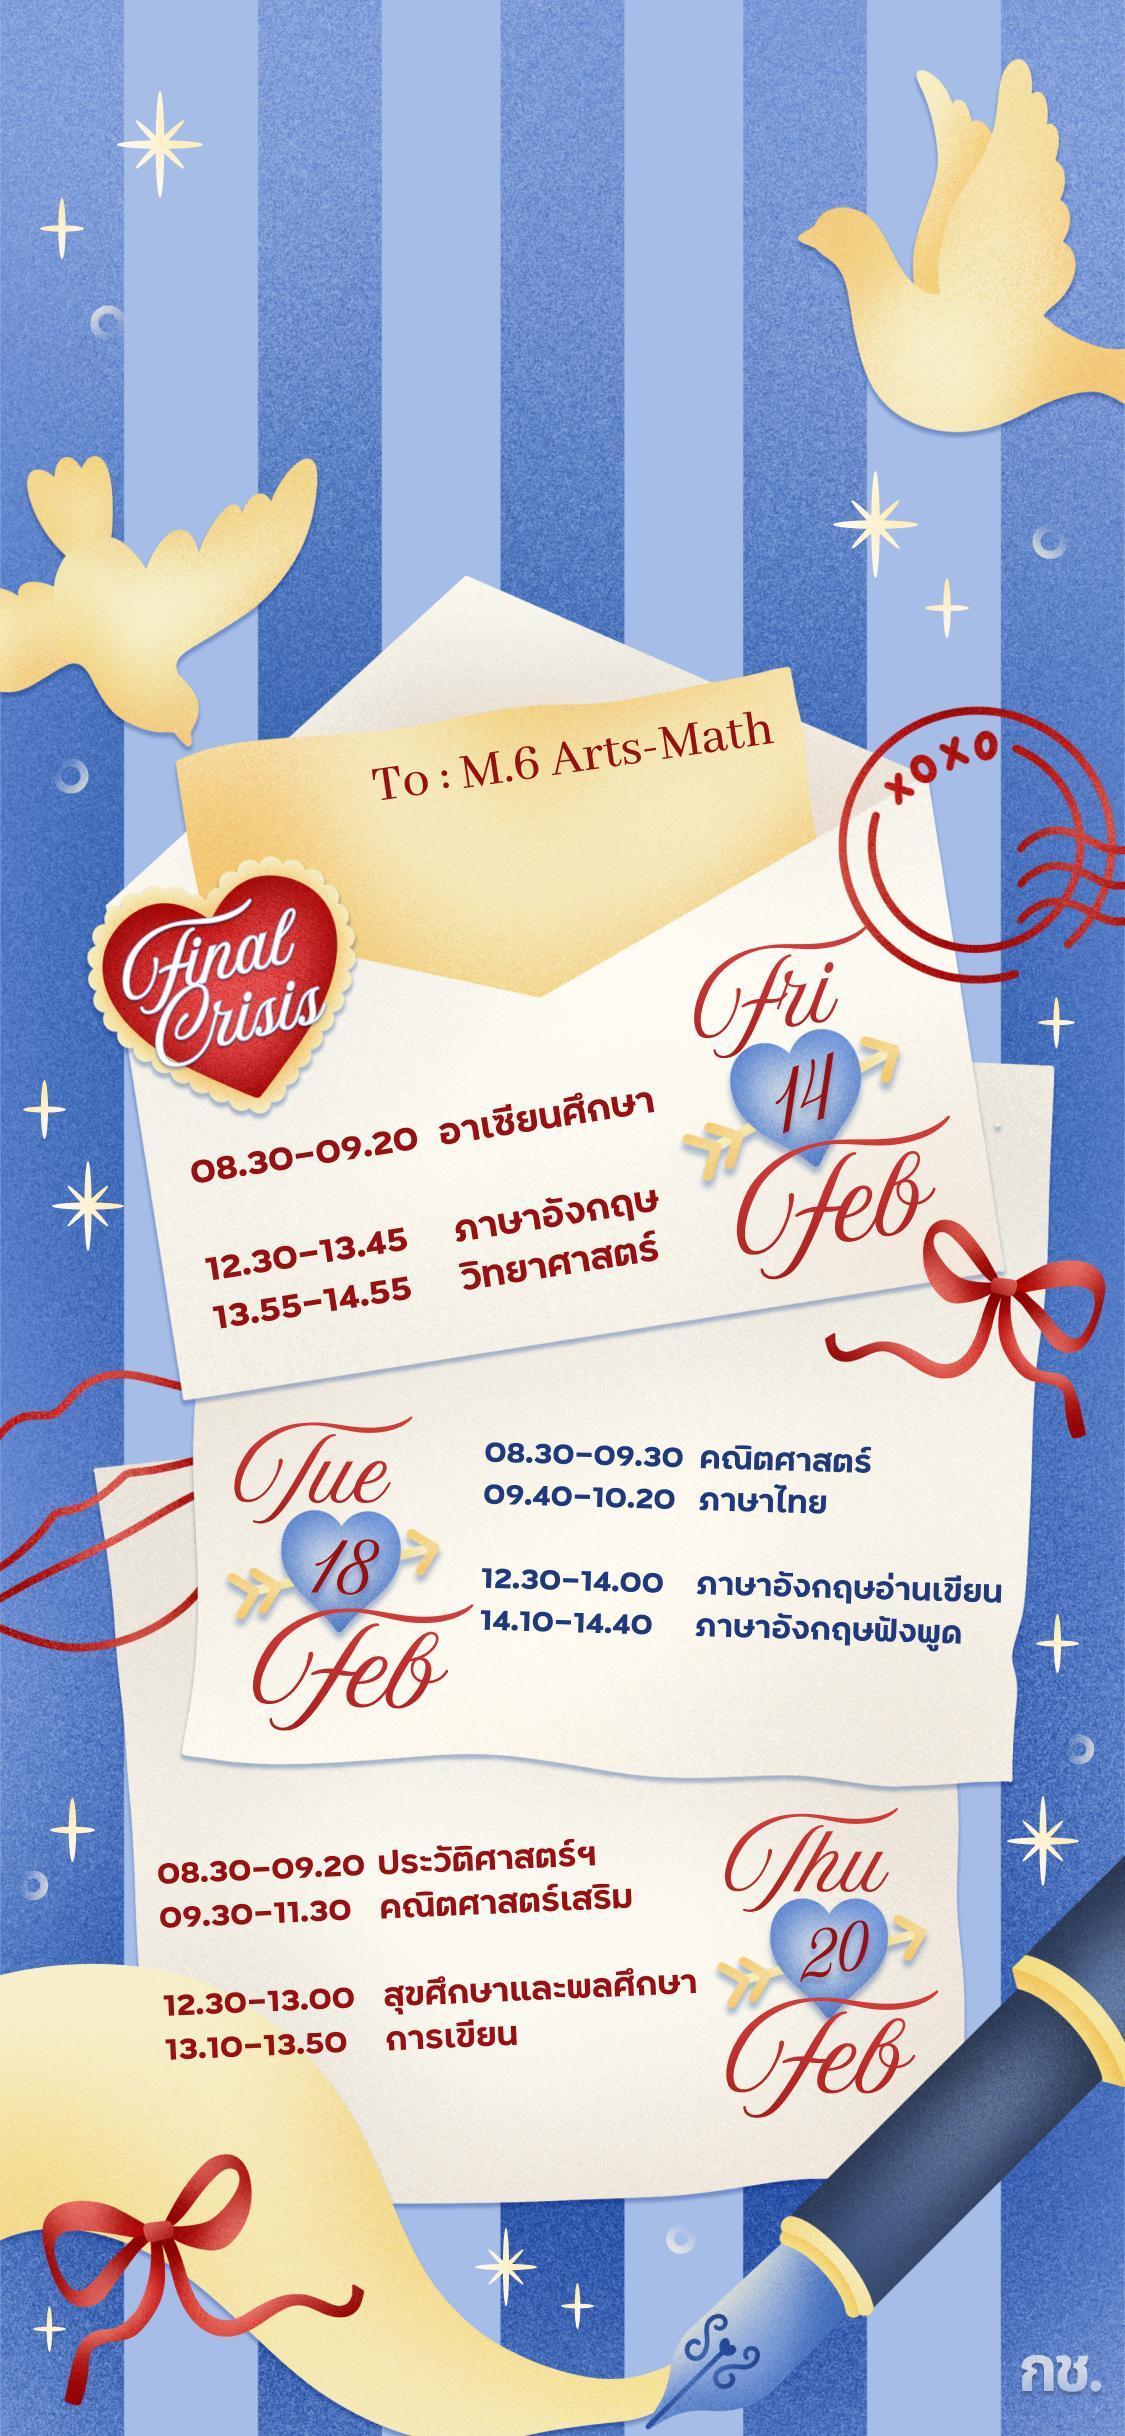 To : M.6 Arts-Math
xoxo
Final
Crisis
Fri
14
Feb
08.30-09.20 อาเซียนศึกษา
12.30-13.45 ภาษาอังกฤษ
13.55-14.55 วิทยาศาสตร์
Tue
18
Feb
08.30-09.30 คณิตศาสตร์
09.40-10.20 ภาษาไทย
12.30-14.00 ภาษาอังกฤษอ่านเขียน
14.10-14.40 ภาษาอังกฤษฟังพูด
Thu
20
Feb
08.30-09.20 ประวัติศาสตร์ฯ
09.30-11.30 คณิตศาสตร์เสริม
12.30-13.00 สุขศึกษาและพลศึกษา
13.10-13.50 การเขียน
กช.